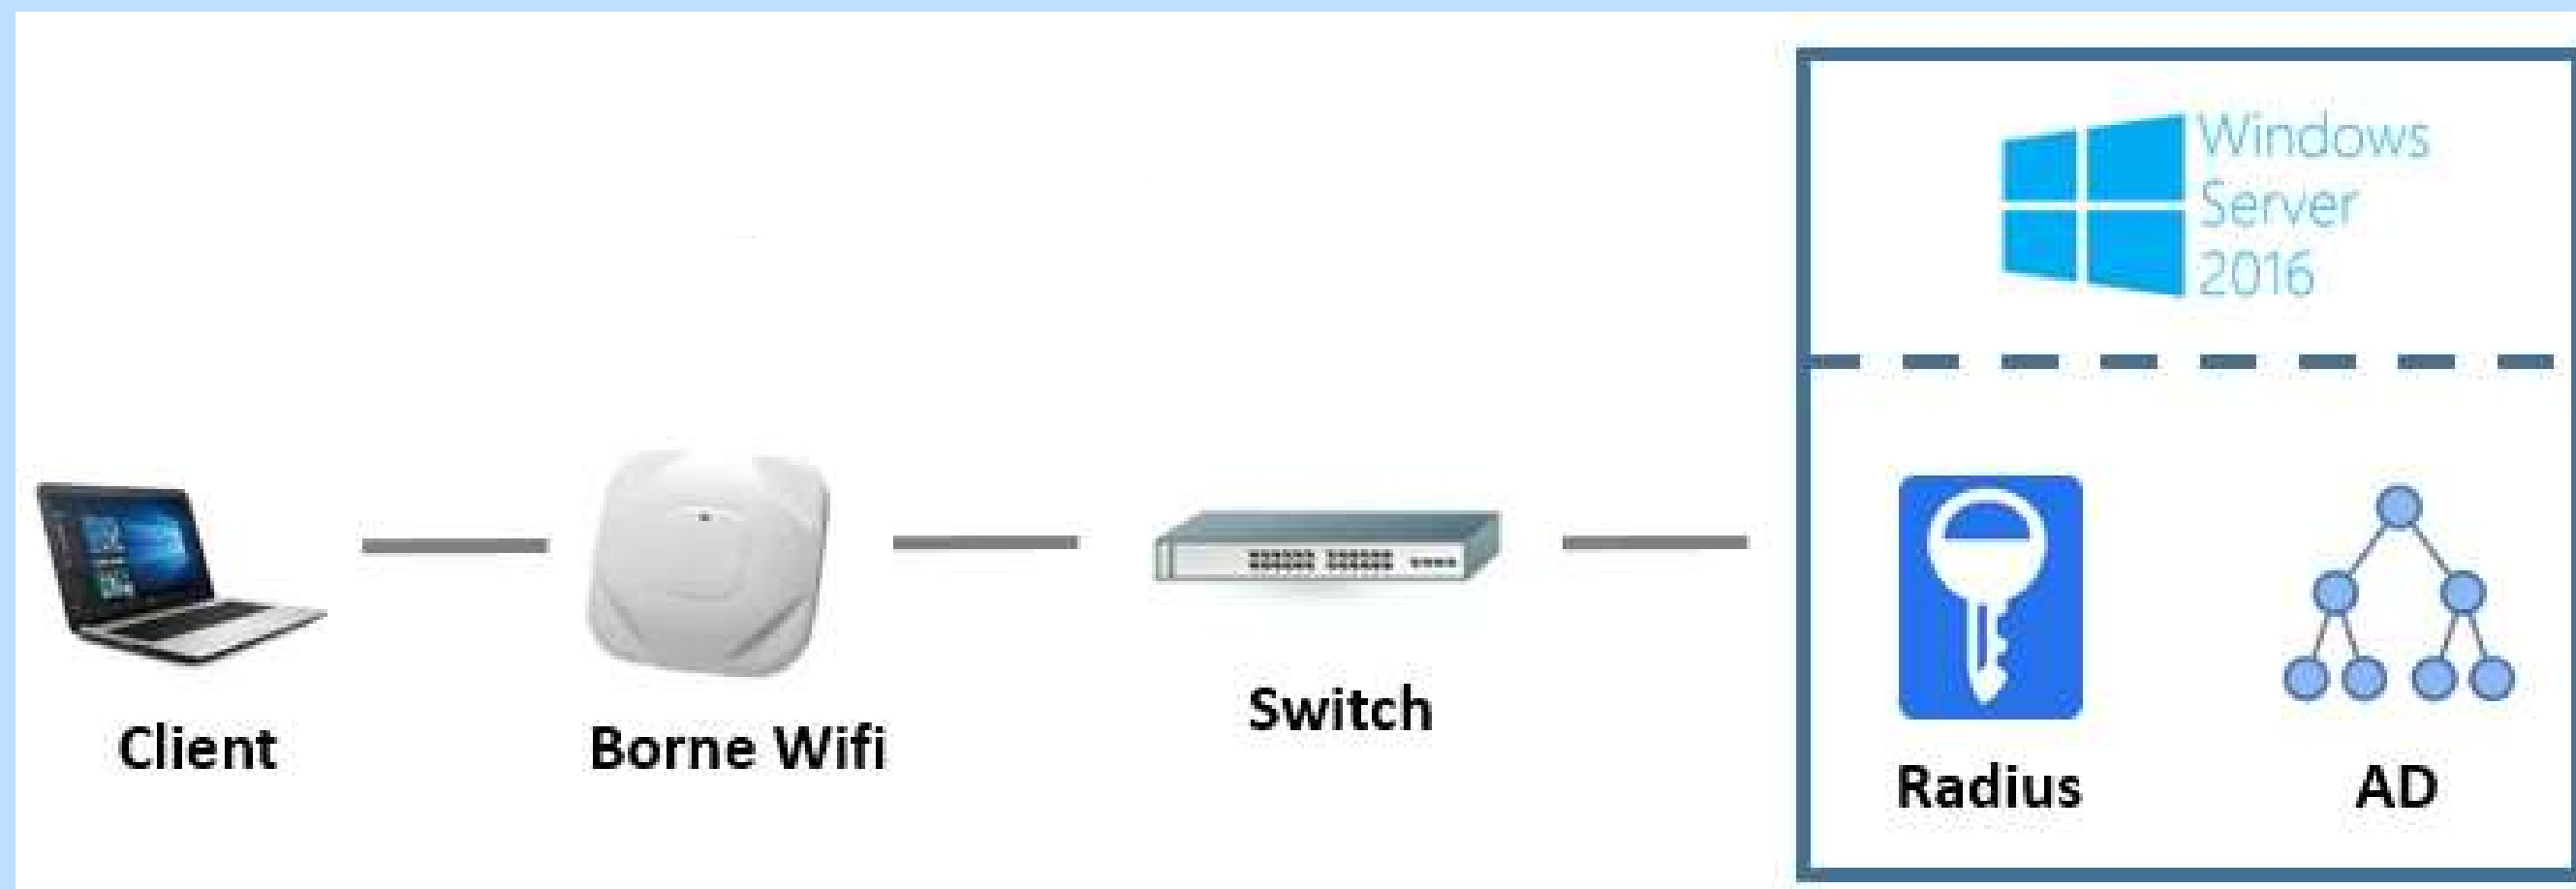 Windows
Server
2016
Client
Borne Wifi
Switch
Radius
AD